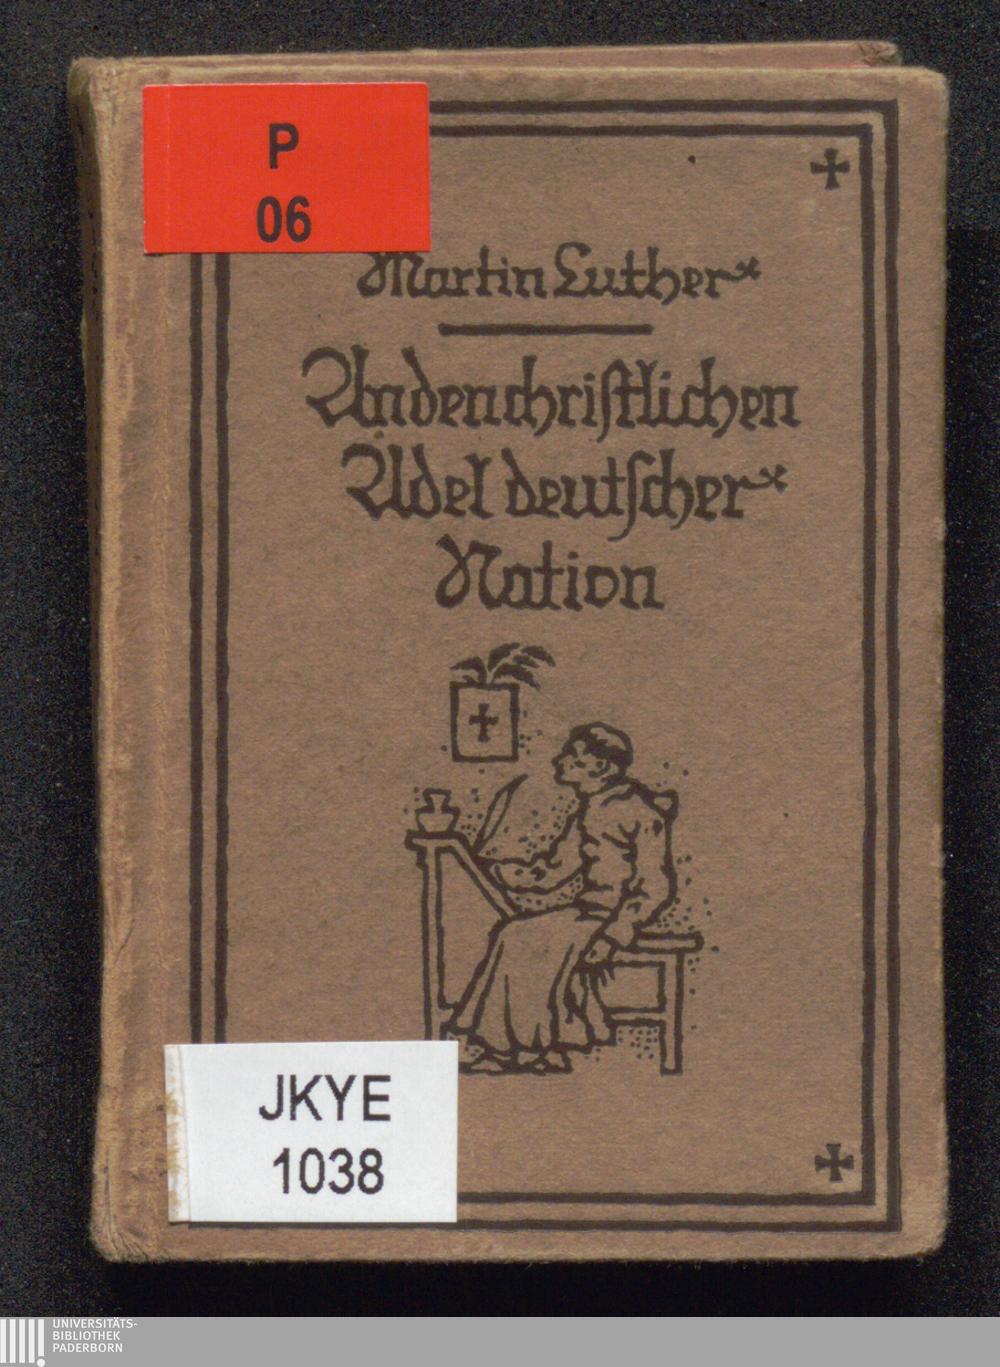 P
06
Martin Luther
An den christlichen
Adel deutscher
Nation
JKYE
1038
UNIVERSITÄTS-
BIBLIOTHEK
PADERBORN